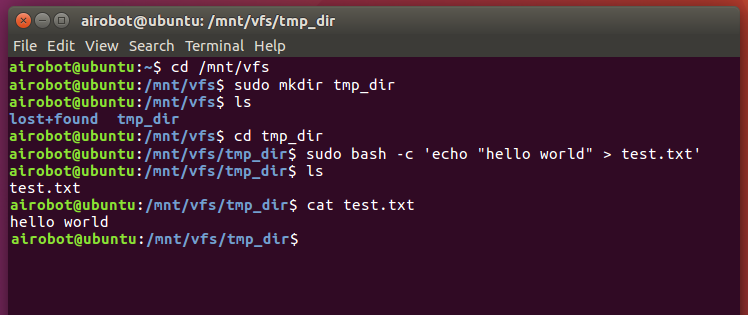 airobot@ubuntu: /mnt/vfs/tmp_dir
File Edit View Search Terminal Help
airobot@ubuntu:~$ cd /mnt/vfs
airobot@ubuntu:/mnt/vfs$ sudo mkdir tmp_dir
airobot@ubuntu:/mnt/vfs$ ls
lost+found  tmp_dir
airobot@ubuntu:/mnt/vfs$ cd tmp_dir
airobot@ubuntu:/mnt/vfs/tmp_dir$ sudo bash -c 'echo "hello world" > test.txt'
airobot@ubuntu:/mnt/vfs/tmp_dir$ ls
test.txt
airobot@ubuntu:/mnt/vfs/tmp_dir$ cat test.txt
hello world
airobot@ubuntu:/mnt/vfs/tmp_dir$